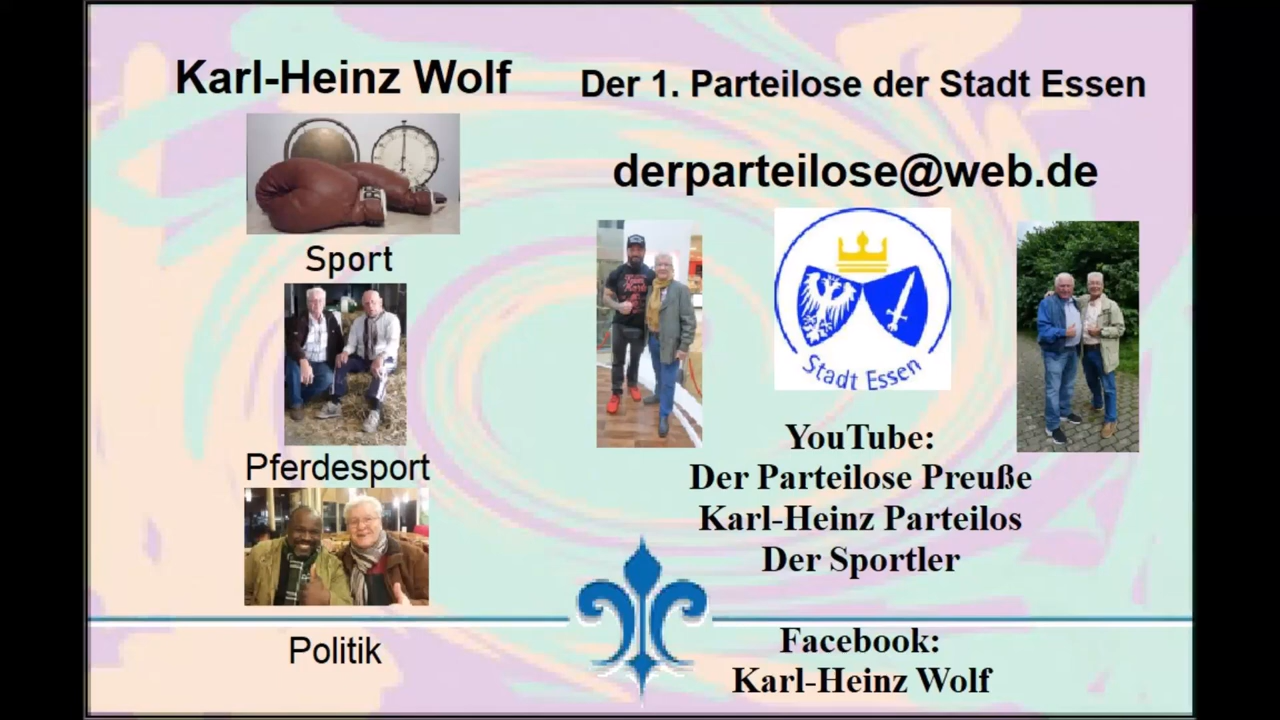 Karl-Heinz Wolf
Der 1. Parteilose der Stadt Essen
derparteilose@web.de
Sport
Pferdesport
Politik
Stadt Essen
YouTube:
Der Parteilose Preuße
Karl-Heinz Parteilos
Der Sportler
Facebook:
Karl-Heinz Wolf